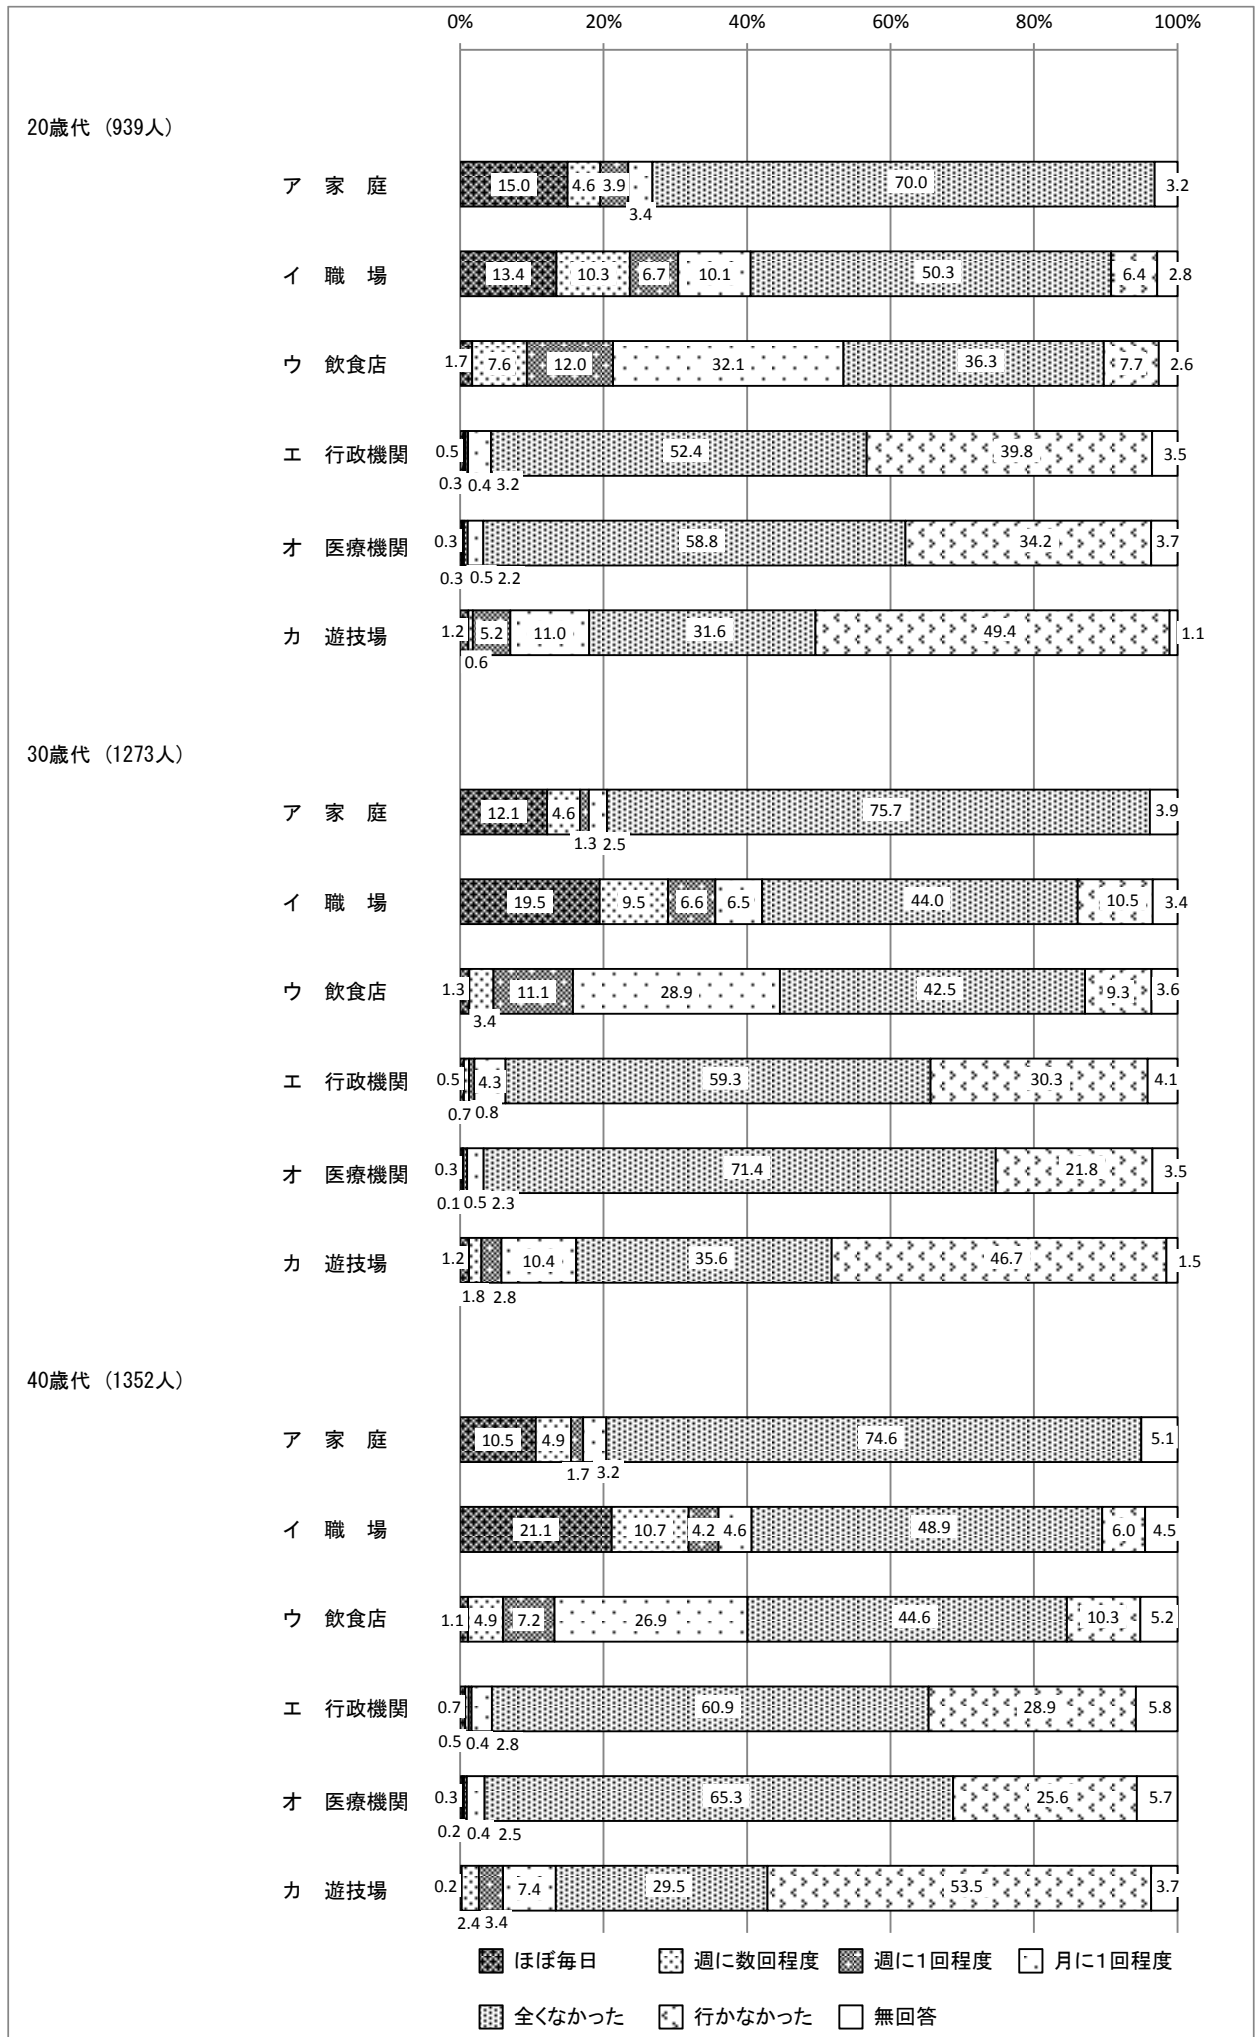 0% 20% 40% 60% 80% 100%
20歳代 (939人)
ア 家 庭 15.0 4.6 3.9 70.0 3.2
3.4
イ 職 場 13.4 10.3 6.7 10.1 50.3 6.4 2.8
ウ 飲食店 1.7 7.6 12.0 32.1 36.3 7.7 2.6
エ 行政機関 0.5 52.4 39.8 3.5
0.3 0.4 3.2
オ 医療機関 0.3 58.8 34.2 3.7
0.3 0.5 2.2
カ 遊技場 1.2 5.2 11.0 31.6 49.4 1.1
0.6
30歳代 (1273人)
ア 家 庭 12.1 4.6 75.7 3.9
1.3 2.5
イ 職 場 19.5 9.5 6.6 6.5 44.0 10.5 3.4
ウ 飲食店 1.3 11.1 28.9 42.5 9.3 3.6
3.4
エ 行政機関 0.5 4.3 59.3 30.3 4.1
0.7 0.8
オ 医療機関 0.3 71.4 21.8 3.5
0.1 0.5 2.3
カ 遊技場 1.2 10.4 35.6 46.7 1.5
1.8 2.8
40歳代 (1352人)
ア 家 庭 10.5 4.9 74.6 5.1
1.7 3.2
イ 職 場 21.1 10.7 4.2 4.6 48.9 6.0 4.5
ウ 飲食店 1.1 4.9 7.2 26.9 44.6 10.3 5.2
エ 行政機関 0.7 60.9 28.9 5.8
0.5 0.4 2.8
オ 医療機関 0.3 65.3 25.6 5.7
0.2 0.4 2.5
カ 遊技場 0.2 7.4 29.5 53.5 3.7
2.4 3.4
ほぼ毎日 週に数回程度 週に1回程度 月に1回程度
全くなかった 行かなかった 無回答